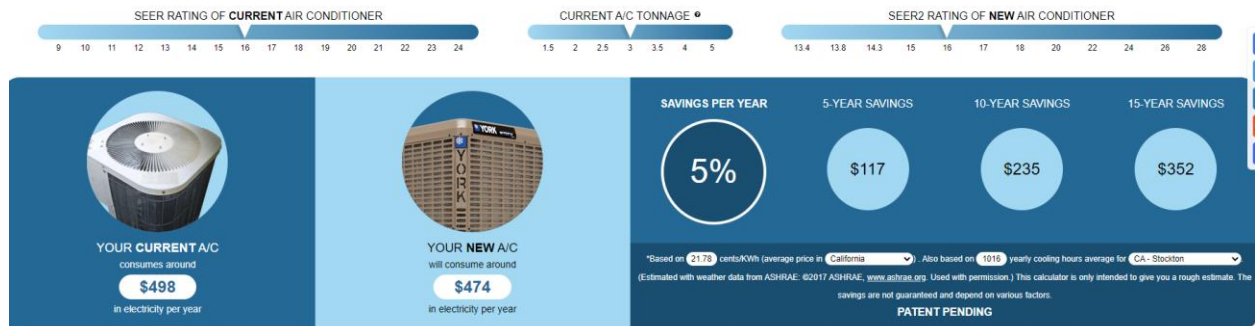 SEER RATING OF CURRENT AIR CONDITIONER
9 10 11 12 13 14 15 16 17 18 19 20 21 22 23 24
CURRENT A/C TONNAGE ?
1.5 2 2.5 3 3.5 4 5
SEER2 RATING OF NEW AIR CONDITIONER
13.4 13.8 14.3 15 16 17 18 20 22 24 26 28
YOUR CURRENT A/C
consumes around
$498
in electricity per year
YORK
YORK
YOUR NEW A/C
will consume around
$474
in electricity per year
SAVINGS PER YEAR
5%
5-YEAR SAVINGS
$117
10-YEAR SAVINGS
$235
15-YEAR SAVINGS
$352
*Based on 21.78 cents/KWh (average price in California ). Also based on 1016 yearly cooling hours average for CA - Stockton .
(Estimated with weather data from ASHRAE: ©2017 ASHRAE, www.ashrae.org. Used with permission.) This calculator is only intended to give you a rough estimate. The
savings are not guaranteed and depend on various factors.
PATENT PENDING